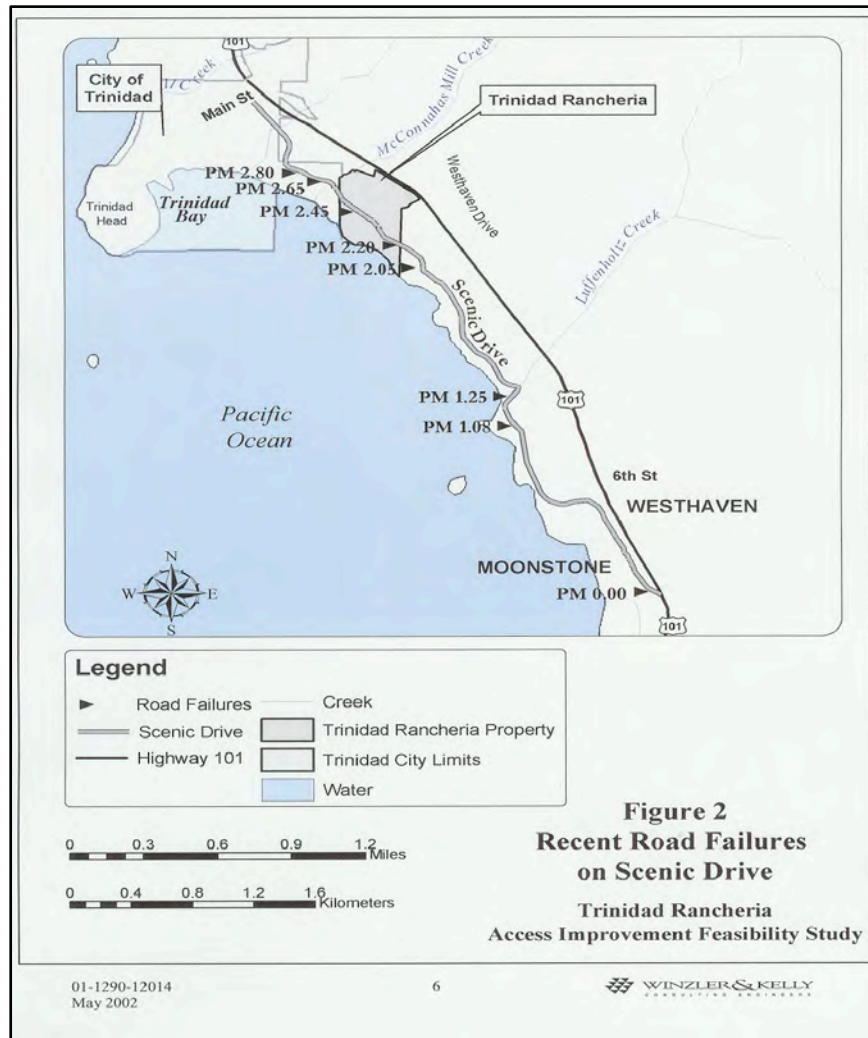 101
City of
Trinidad
M Creek
Main St
McConnahas Mill Creek
Trinidad Rancheria
Westhaven Drive
PM 2.80
PM 2.65
Trinidad
Head
Trinidad
Bay
PM 2.45
PM 2.20
PM 2.05
Luffenholtz Creek
Scenic Drive
PM 1.25
101
PM 1.08
Pacific
Ocean
6th St
WESTHAVEN
MOONSTONE
PM 0.00
N
W
E
S
101
Legend
Road Failures
Creek
Scenic Drive
Trinidad Rancheria Property
Highway 101
Trinidad City Limits
Water
0 0.3 0.6 0.9 1.2
Miles
0 0.4 0.8 1.2 1.6
Kilometers
Figure 2
Recent Road Failures
on Scenic Drive
Trinidad Rancheria
Access Improvement Feasibility Study
01-1290-12014
May 2002
6
WINZLER & KELLY
CONSULTING ENGINEERS